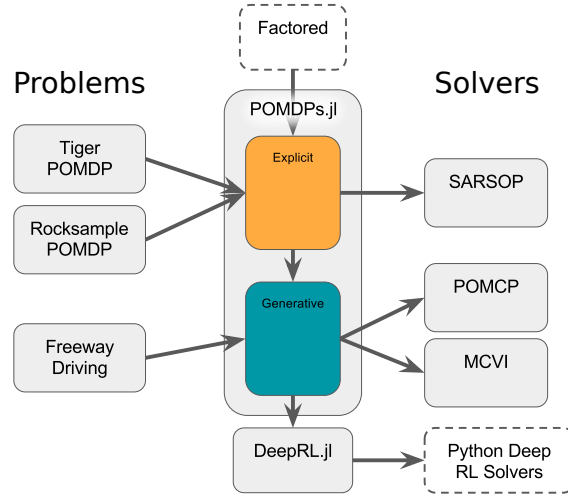 Factored
Problems
Solvers
POMDPs.jl
Explicit
Tiger
POMDP
SARSOP
Rocksample
POMDP
Generative
POMCP
Freeway
Driving
MCVI
DeepRL.jl
Python Deep
RL Solvers